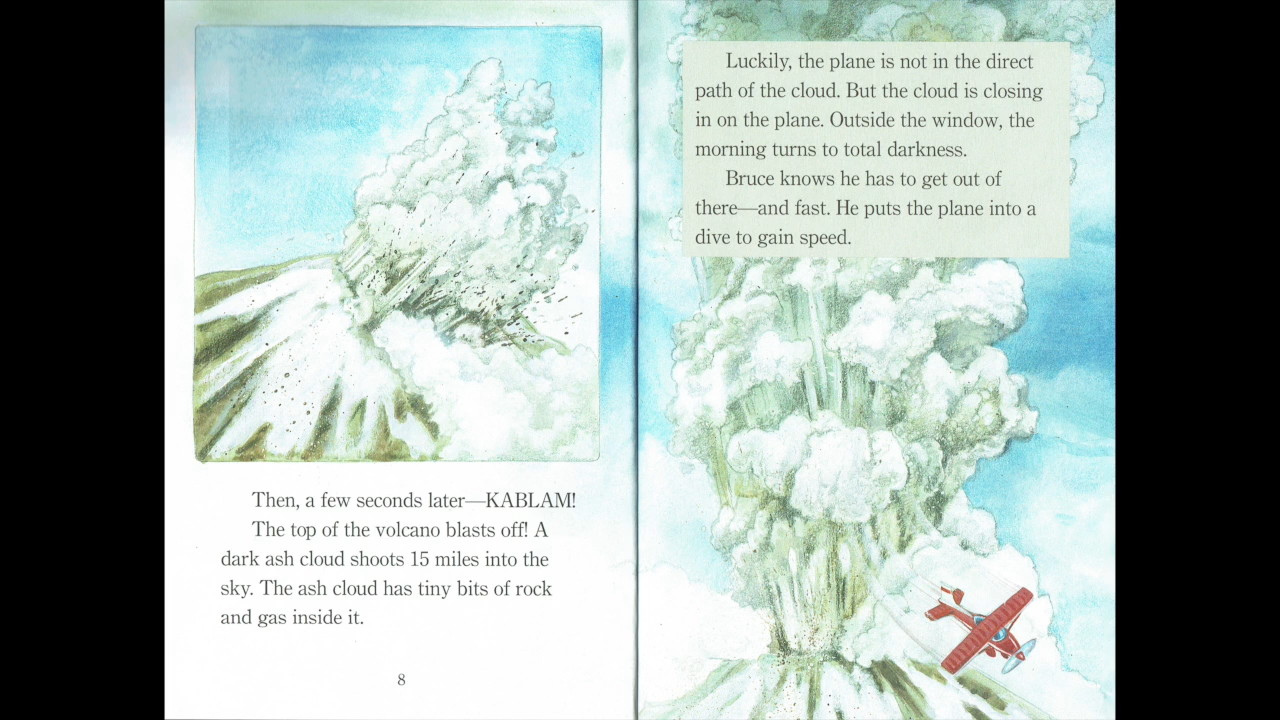 Then, a few seconds later—KABLAM!
The top of the volcano blasts off! A
dark ash cloud shoots 15 miles into the
sky. The ash cloud has tiny bits of rock
and gas inside it.
8
Luckily, the plane is not in the direct
path of the cloud. But the cloud is closing
in on the plane. Outside the window, the
morning turns to total darkness.
Bruce knows he has to get out of
there—and fast. He puts the plane into a
dive to gain speed.